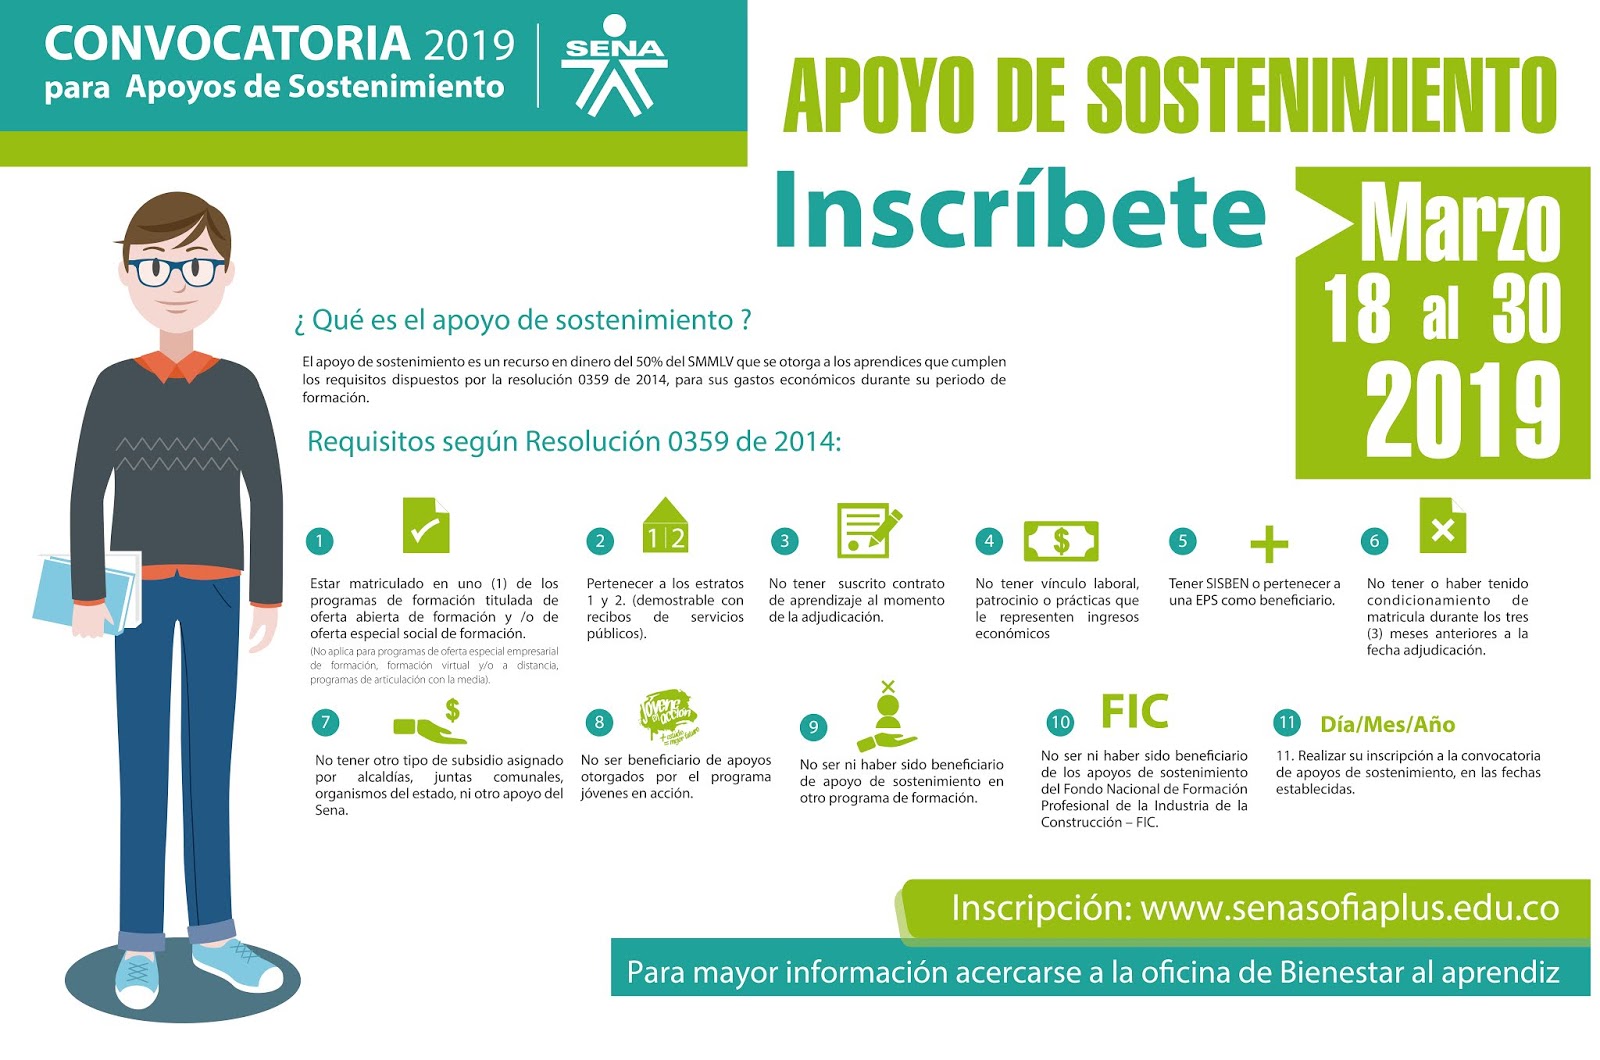 CONVOCATORIA 2019
para Apoyos de Sostenimiento
SENA
APOYO DE SOSTENIMIENTO
Inscríbete
Marzo
18 al 30
2019
¿ Qué es el apoyo de sostenimiento ?
El apoyo de sostenimiento es un recurso en dinero del 50% del SMMLV que se otorga a los aprendices que cumplen
los requisitos dispuestos por la resolución 0359 de 2014, para sus gastos económicos durante su periodo de
formación.
Requisitos según Resolución 0359 de 2014:
1
Estar matriculado en uno (1) de los
programas de formación titulada de
oferta abierta de formación y /o de
oferta especial social de formación.
(No aplica para programas de oferta especial empresarial
de formación, formación virtual y/o a distancia,
programas de articulación con la media).
2
1|2
Pertenecer a los estratos
1 y 2. (demostrable con
recibos de servicios
públicos).
3
No tener suscrito contrato
de aprendizaje al momento
de la adjudicación.
4
$
No tener vínculo laboral,
patrocinio o prácticas que
le representen ingresos
económicos
5
Tener SISBEN o pertenecer a
una EPS como beneficiario.
6
No tener o haber tenido
condicionamiento de
matricula durante los tres
(3) meses anteriores a la
fecha adjudicación.
7
$
No tener otro tipo de subsidio asignado
por alcaldías, juntas comunales,
organismos del estado, ni otro apoyo del
Sena.
8
jóvene
en acción
+ estudio
es mejor futuro
No ser beneficiario de apoyos
otorgados por el programa
jóvenes en acción.
9
No ser ni haber sido beneficiario
de apoyo de sostenimiento en
otro programa de formación.
10
FIC
No ser ni haber sido beneficiario
de los apoyos de sostenimiento
del Fondo Nacional de Formación
Profesional de la Industria de la
Construcción – FIC.
11
Día/Mes/Año
11. Realizar su inscripción a la convocatoria
de apoyos de sostenimiento, en las fechas
establecidas.
Inscripción: www.senasofiaplus.edu.co
Para mayor información acercarse a la oficina de Bienestar al aprendiz